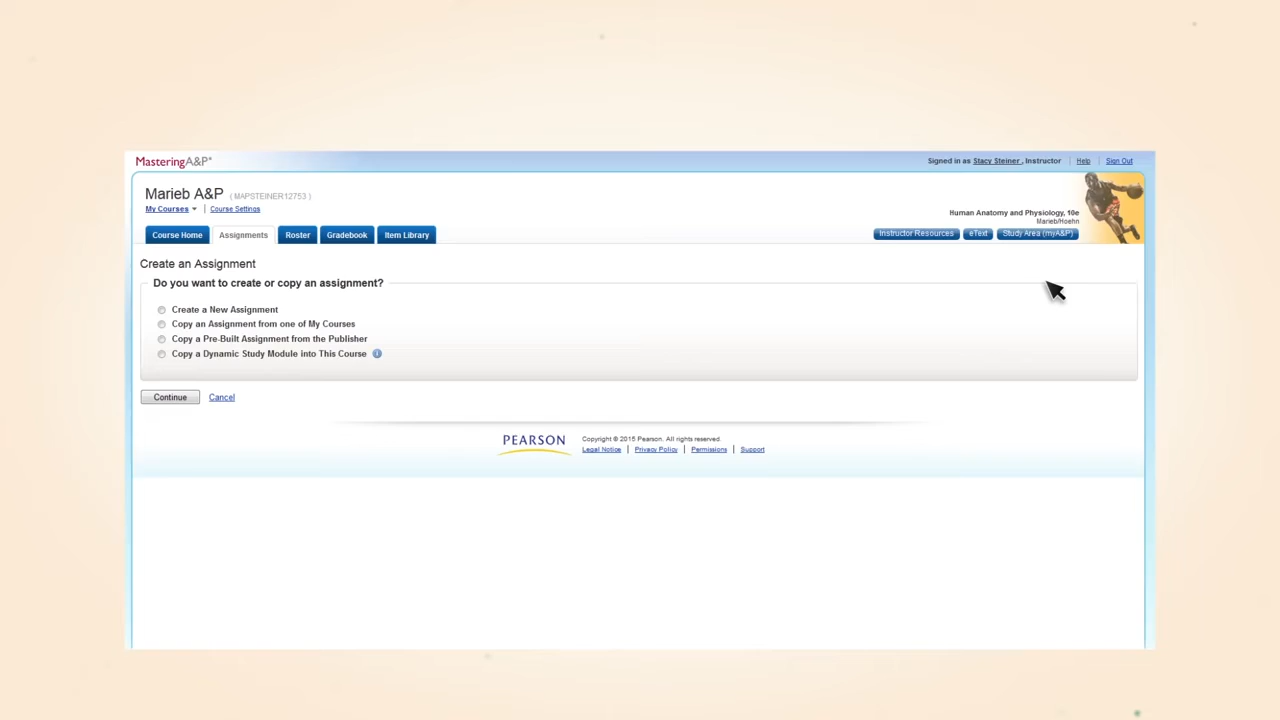 MasteringA&P®
Signed in as Stacy Steiner , Instructor | Help | Sign Out
Marieb A&P ( MAPSTEINER12753 )
My Courses | Course Settings
Human Anatomy and Physiology, 10e
Marieb/Hoehn
Course Home Assignments Roster Gradebook Item Library
Instructor Resources eText Study Area (myA&P)
Create an Assignment
Do you want to create or copy an assignment?
Create a New Assignment
Copy an Assignment from one of My Courses
Copy a Pre-Built Assignment from the Publisher
Copy a Dynamic Study Module into This Course
Continue Cancel
PEARSON
Copyright © 2015 Pearson. All rights reserved.
Legal Notice | Privacy Policy | Permissions | Support